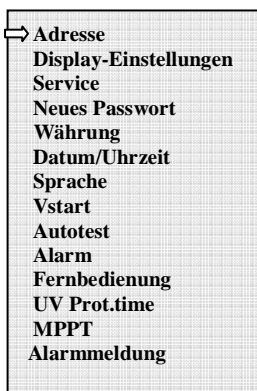 Adresse
Display-Einstellungen
Service
Neues Passwort
Währung
Datum/Uhrzeit
Sprache
Vstart
Autotest
Alarm
Fernbedienung
UV Prot.time
MPPT
Alarmmeldung